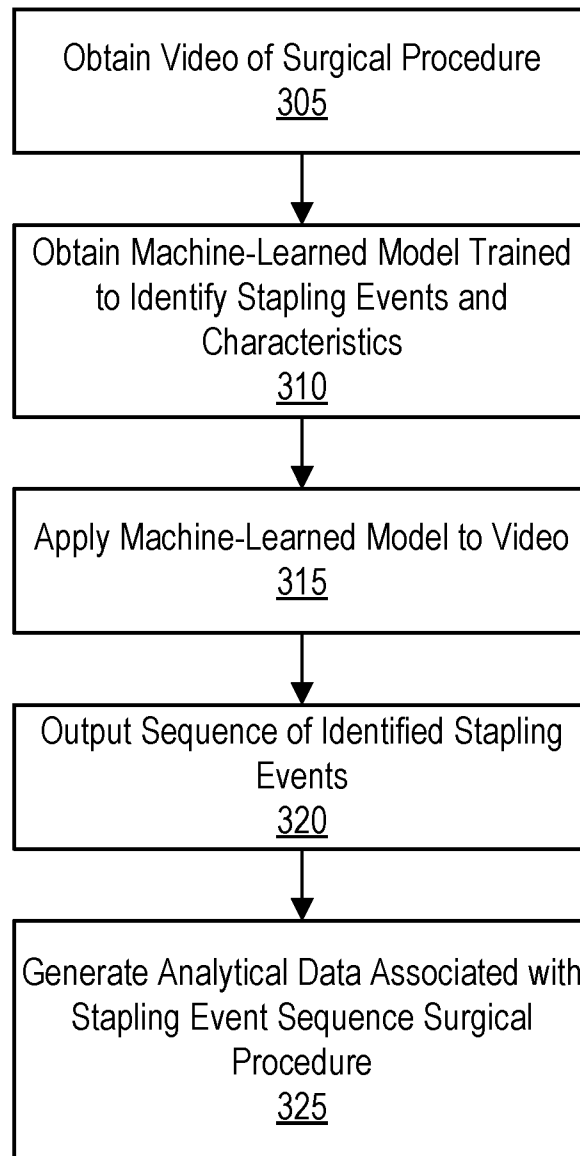 Obtain Video of Surgical Procedure
305
Obtain Machine-Learned Model Trained
to Identify Stapling Events and
Characteristics
310
Apply Machine-Learned Model to Video
315
Output Sequence of Identified Stapling
Events
320
Generate Analytical Data Associated with
Stapling Event Sequence Surgical
Procedure
325